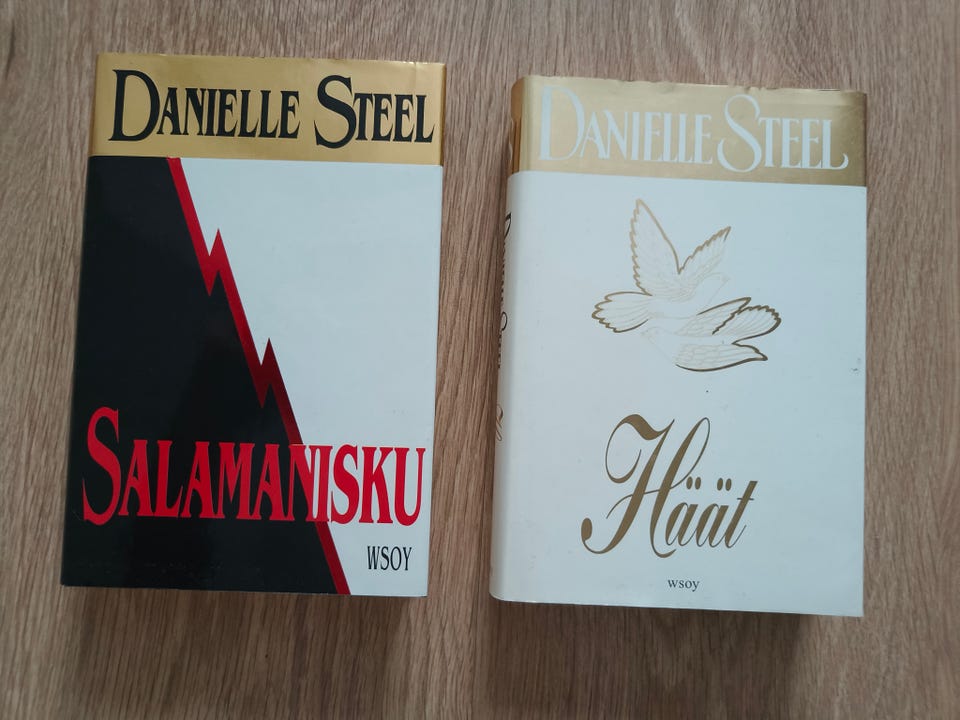 DANIELLE STEEL
SALAMANISKU
WSOY
DANIELLE STEEL
Häät
wsoy